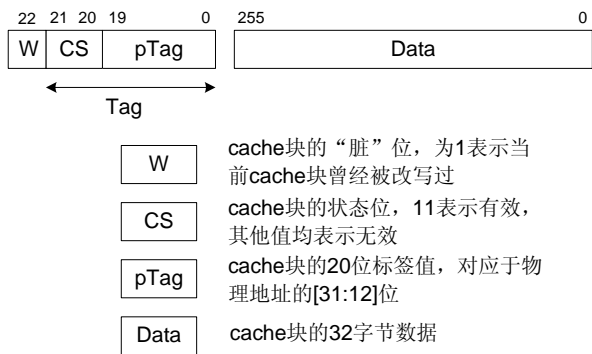 22 21 20 19 0 255 0
W CS pTag Data
Tag
W cache块的“脏”位，为1表示当
前cache块曾经被改写过
CS cache块的状态位，11表示有效，
其他值均表示无效
pTag cache块的20位标签值，对应于物
理地址的[31:12]位
Data cache块的32字节数据